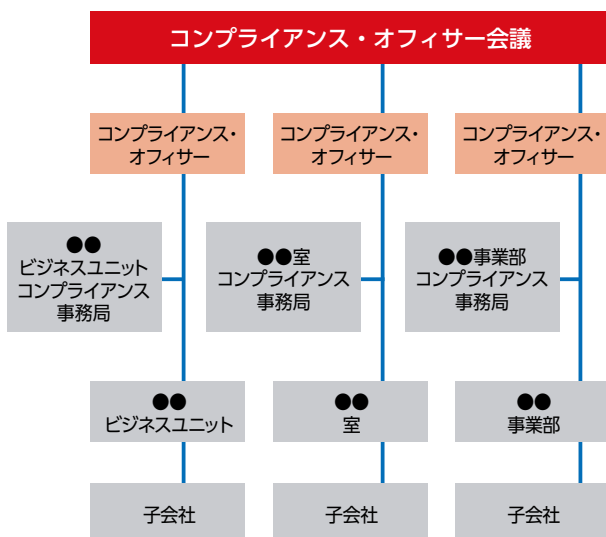 コンプライアンス・オフィサー会議
コンプライアンス・
オフィサー
コンプライアンス・
オフィサー
コンプライアンス・
オフィサー
●●
ビジネスユニット
コンプライアンス
事務局
●●室
コンプライアンス
事務局
●●事業部
コンプライアンス
事務局
●●
ビジネスユニット
●●
室
●●
事業部
子会社
子会社
子会社